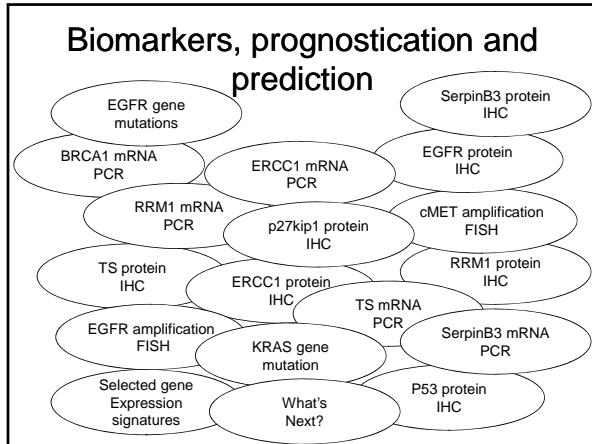 Biomarkers, prognostication and
prediction
EGFR gene
mutations
SerpinB3 protein
IHC
BRCA1 mRNA
PCR
ERCC1 mRNA
PCR
EGFR protein
IHC
RRM1 mRNA
PCR
p27kip1 protein
IHC
cMET amplification
FISH
TS protein
IHC
ERCC1 protein
IHC
RRM1 protein
IHC
TS mRNA
PCR
EGFR amplification
FISH
KRAS gene
mutation
SerpinB3 mRNA
PCR
Selected gene
Expression
signatures
What's
Next?
P53 protein
IHC